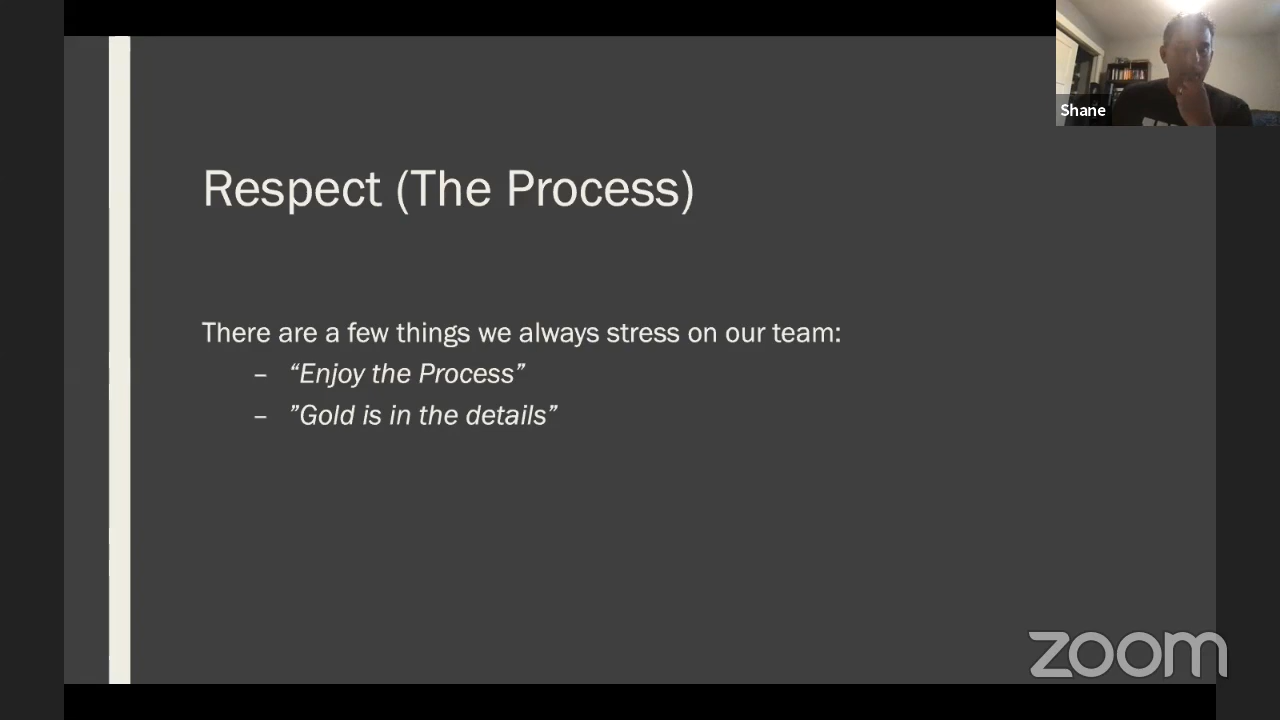 Shane
Respect (The Process)
There are a few things we always stress on our team:
– “Enjoy the Process”
– ”Gold is in the details”
zoom